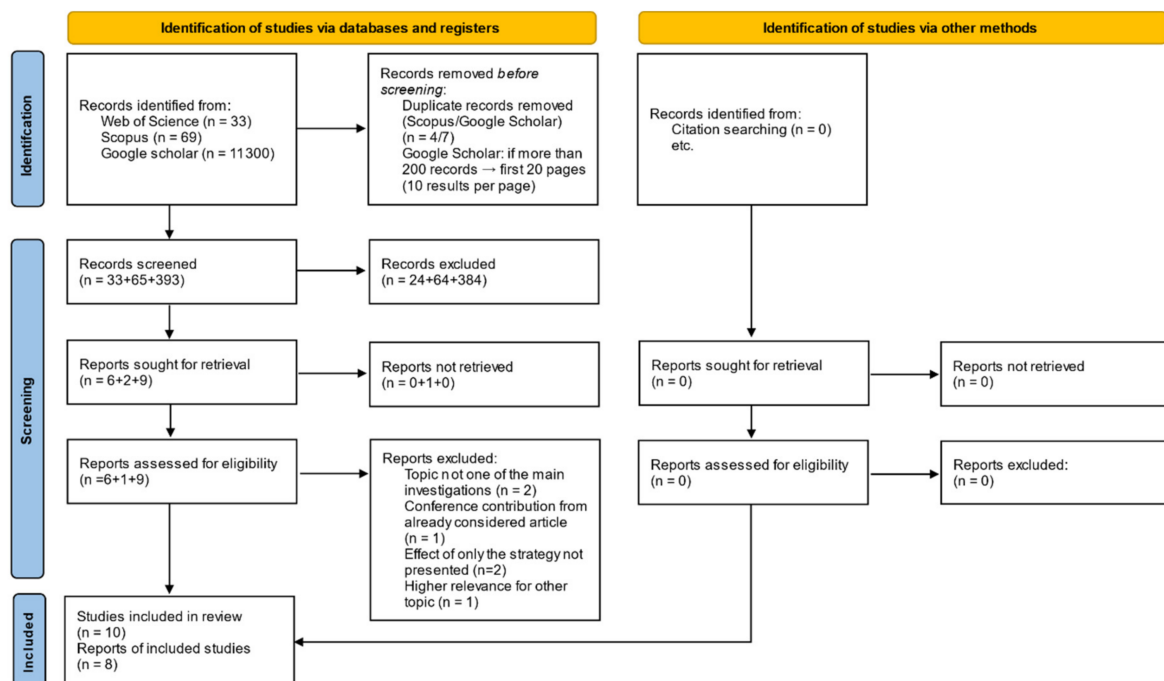 Identification of studies via databases and registers
Identification of studies via other methods
Identifcation
Records identified from:
Web of Science (n = 33)
Scopus (n = 69)
Google scholar (n = 11300)
Records removed before
screening:
Duplicate records removed
(Scopus/Google Scholar)
(n = 4/7)
Google Scholar: if more than
200 records → first 20 pages
(10 results per page)
Records identified from:
Citation searching (n = 0)
etc.
Screening
Records screened
(n = 33+65+393)
Records excluded
(n = 24+64+384)
Reports sought for retrieval
(n = 6+2+9)
Reports not retrieved
(n = 0+1+0)
Reports sought for retrieval
(n = 0)
Reports not retrieved
(n = 0)
Reports assessed for eligibility
(n =6+1+9)
Reports excluded:
Topic not one of the main
investigations (n = 2)
Conference contribution from
already considered article
(n = 1)
Effect of only the strategy not
presented (n=2)
Higher relevance for other
topic (n = 1)
Reports assessed for eligibility
(n = 0)
Reports excluded:
(n = 0)
Included
Studies included in review
(n = 10)
Reports of included studies
(n = 8)